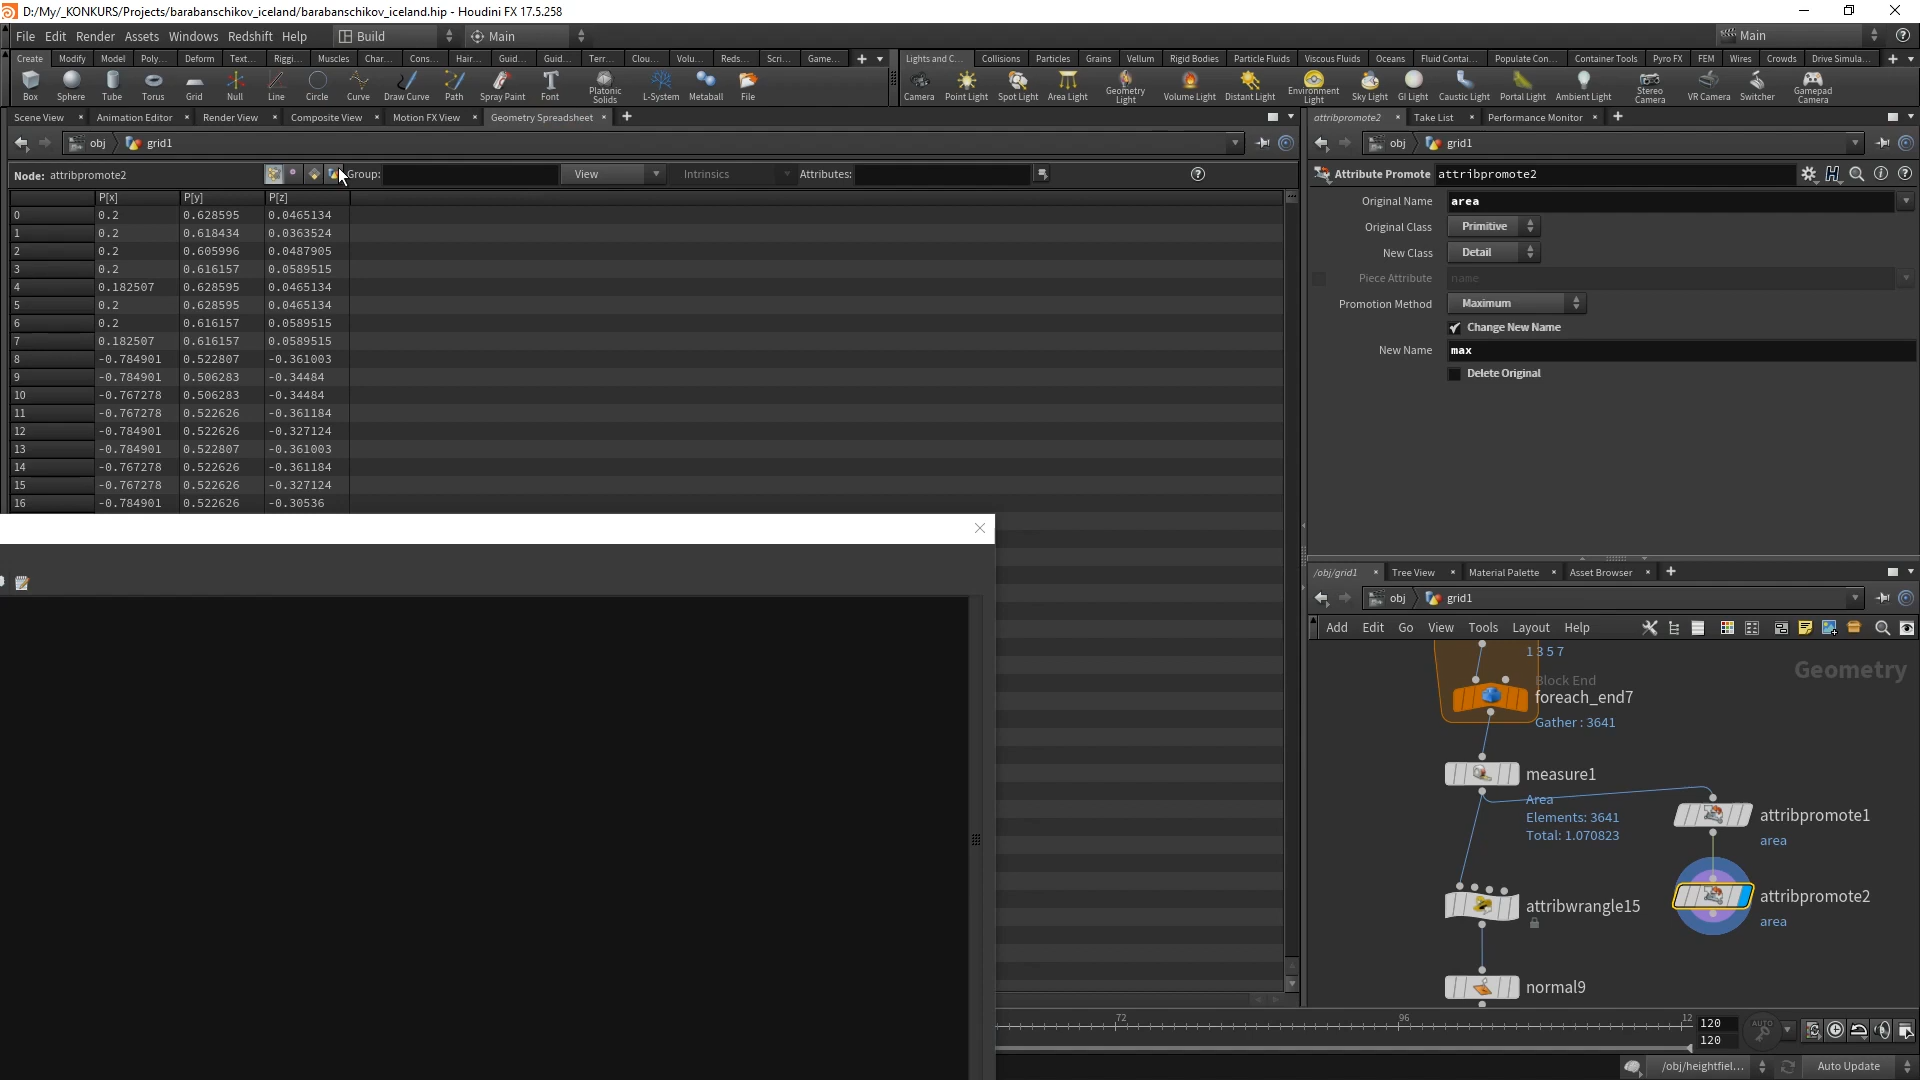 D:/My/_KONKURS/Projects/barabanschikov_iceland/barabanschikov_iceland.hip - Houdini FX 17.5.258
File Edit Render Assets Windows Redshift Help Build Main Main
Create Modify Model Poly... Deform Text... Riggi... Muscles Char... Cons... Hair... Guid... Guid... Terr... Clou... Volu... Reds... Scri... Game...
Lights and C... Collisions Particles Grains Vellum Rigid Bodies Particle Fluids Viscous Fluids Oceans Fluid Contai... Populate Con... Container Tools Pyro FX FEM Wires Crowds Drive Simula...
Box Sphere Tube Torus Grid Null Line Circle Curve Draw Curve Path Spray Paint Font Platonic Solids L-System Metaball File
Camera Point Light Spot Light Area Light Geometry Light Volume Light Distant Light Environment Light Sky Light GI Light Caustic Light Portal Light Ambient Light Stereo Camera VR Camera Switcher Gamepad Camera
Scene View Animation Editor Render View Composite View Motion FX View Geometry Spreadsheet
obj grid1
Node: attribpromote2 Group: View Intrinsics Attributes:
P[x] P[y] P[z]
0 0.2 0.628595 0.0465134
1 0.2 0.618434 0.0363524
2 0.2 0.605996 0.0487905
3 0.2 0.616157 0.0589515
4 0.182507 0.628595 0.0465134
5 0.2 0.628595 0.0465134
6 0.2 0.616157 0.0589515
7 0.182507 0.616157 0.0589515
8 -0.784901 0.522807 -0.361003
9 -0.784901 0.506283 -0.34484
10 -0.767278 0.506283 -0.34484
11 -0.767278 0.522613 -0.361184
12 -0.784901 0.522626 -0.327124
13 -0.784901 0.522807 -0.361003
14 -0.767278 0.522626 -0.361184
15 -0.767278 0.522626 -0.327124
16 -0.784901 0.522626 -0.30536
attribpromote2 Take List Performance Monitor
obj grid1
Attribute Promote attribpromote2
Original Name area
Original Class Primitive
New Class Detail
Piece Attribute name
Promotion Method Maximum
Change New Name
New Name max
Delete Original
/obj/grid1 Tree View Material Palette Asset Browser
obj grid1
Add Edit Go View Tools Layout Help
Geometry
1 3 5 7
Block End
foreach_end7
Gather : 3641
measure1
Area
Elements: 3641
Total: 1.070823
attribpromote1
area
attribpromote2
area
attribwrangle15
normal9
72 96 12
120
120
AUTO
/obj/heightfiel... Auto Update